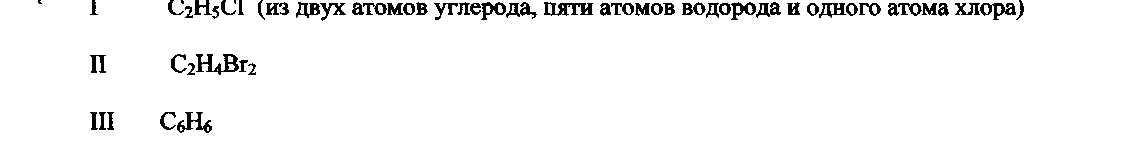 I C₂H₅Cl (из двух атомов углерода, пяти атомов водорода и одного атома хлора)
II C₂H₄Br₂
III C₆H₆